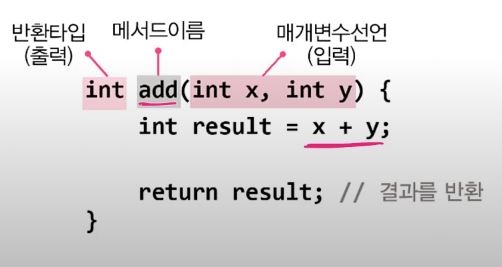 반환타입 메서드이름 매개변수선언
(출력) (입력)
int add(int x, int y) {
int result = x + y;
return result; // 결과를 반환
}